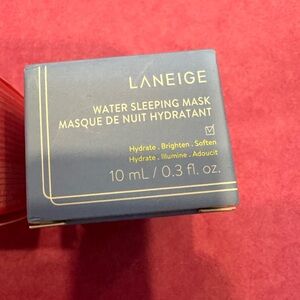 LANEIGE
WATER SLEEPING MASK
MASQUE DE NUIT HYDRATANT
Hydrate . Brighten . Soften
Hydrate . Illumine . Adoucit
10 mL / 0.3 fl. oz.